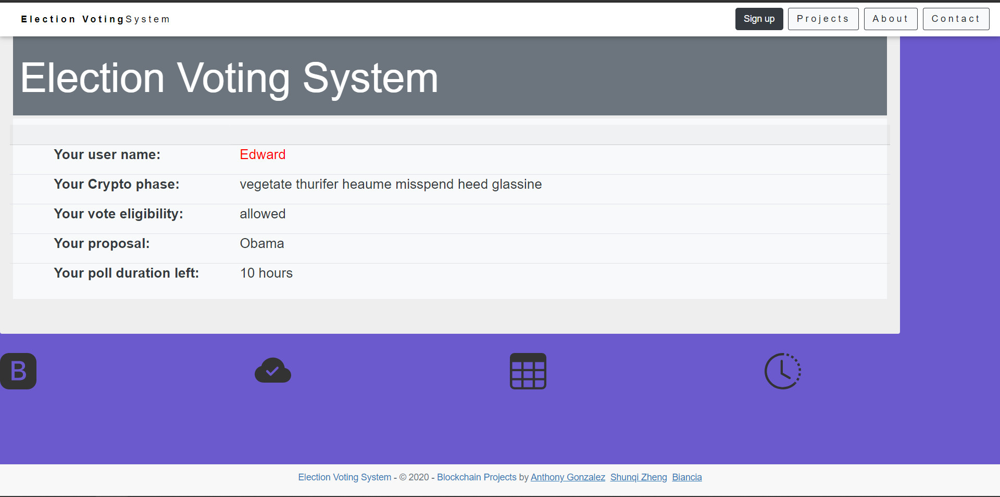 Election VotingSystem
Sign up Projects About Contact
Election Voting System
Your user name: Edward
Your Crypto phase: vegetate thurifer heaume misspend heed glassine
Your vote eligibility: allowed
Your proposal: Obama
Your poll duration left: 10 hours
B
Election Voting System - © 2020 - Blockchain Projects by Anthony Gonzalez Shunqi Zheng Biancia